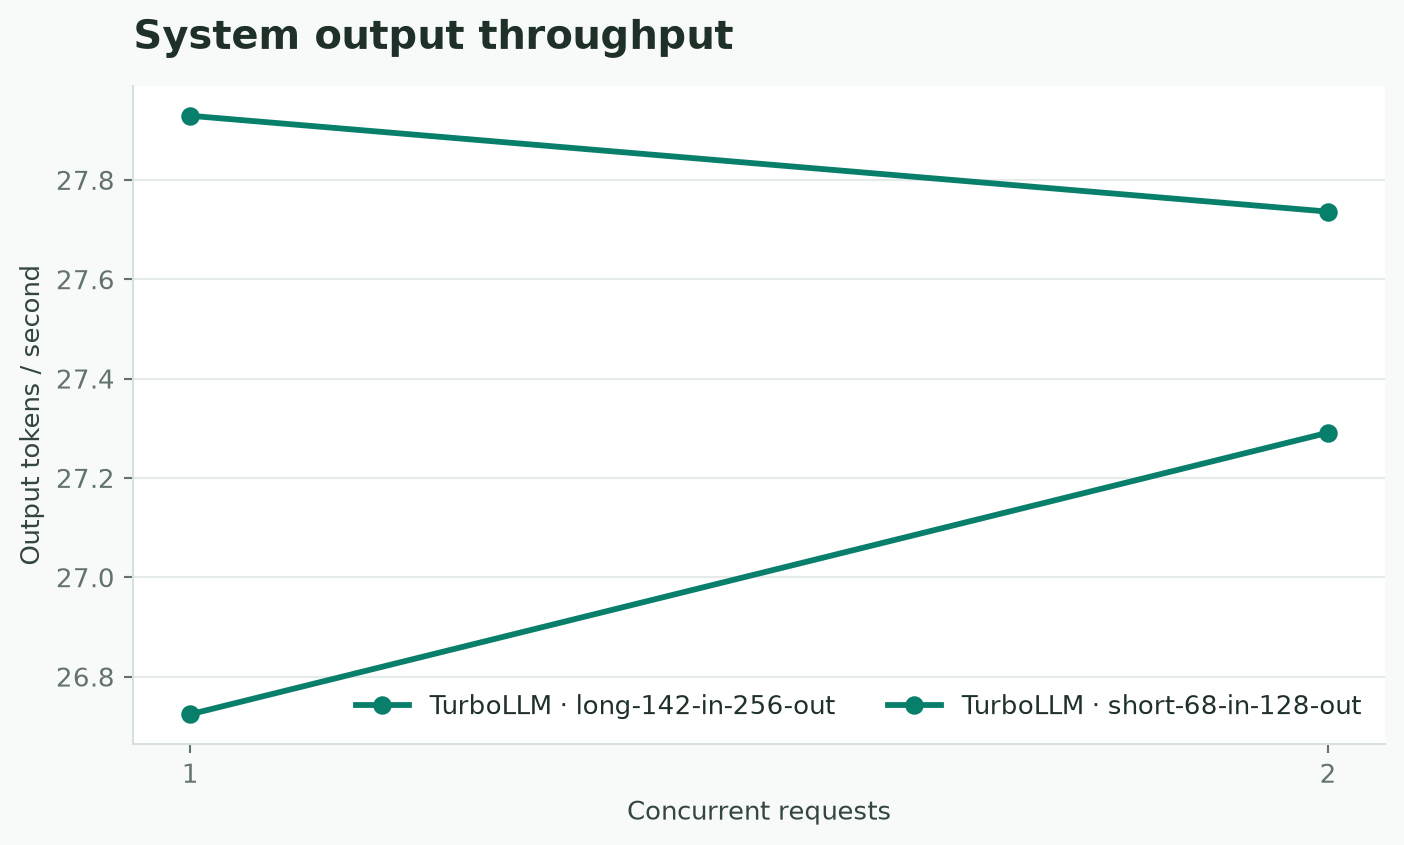 System output throughput
27.8
27.6
27.4
27.2
27.0
26.8
Output tokens / second
TurboLLM · long-142-in-256-out
TurboLLM · short-68-in-128-out
1
2
Concurrent requests